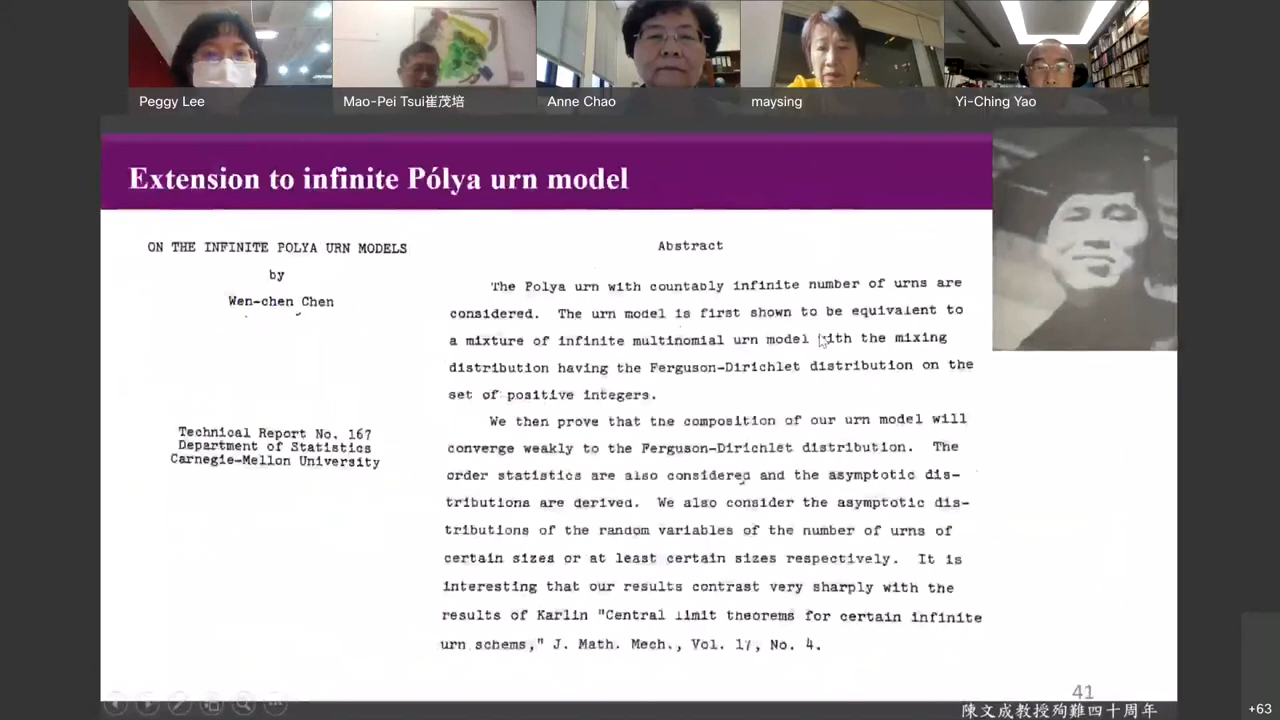 Peggy Lee
Mao-Pei Tsui崔茂培
Anne Chao
maysing
Yi-Ching Yao
Extension to infinite Pólya urn model
ON THE INFINITE POLYA URN MODELS
by
Wen-chen Chen
Technical Report No. 167
Department of Statistics
Carnegie-Mellon University
Abstract
The Polya urn with countably infinite number of urns are
considered. The urn model is first shown to be equivalent to
a mixture of infinite multinomial urn model with the mixing
distribution having the Ferguson-Dirichlet distribution on the
set of positive integers.
We then prove that the composition of our urn model will
converge weakly to the Ferguson-Dirichlet distribution. The
order statistics are also considered and the asymptotic dis-
tributions are derived. We also consider the asymptotic dis-
tributions of the random variables of the number of urns of
certain sizes or at least certain sizes respectively. It is
interesting that our results contrast very sharply with the
results of Karlin "Central limit theorems for certain infinite
urn schems," J. Math. Mech., Vol. 17, No. 4.
41
陳文成教授殉難四十周年
+63